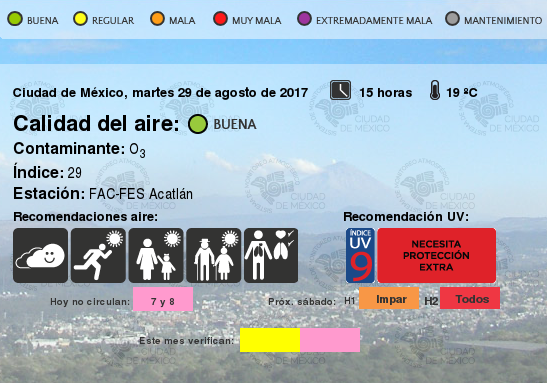 BUENA REGULAR MALA MUY MALA EXTREMADAMENTE MALA MANTENIMIENTO
Ciudad de México, martes 29 de agosto de 2017 15 horas 19 ºC
Calidad del aire: BUENA
Contaminante: O3
Índice: 29
Estación: FAC-FES Acatlán
Recomendaciones aire: Recomendación UV:
ÍNDICE
UV
9
NECESITA
PROTECCIÓN
EXTRA
Hoy no circulan: 7 y 8 Próx. sábado: H1 Impar H2 Todos
Este mes verifican:
CIUDAD
DE MÉXICO